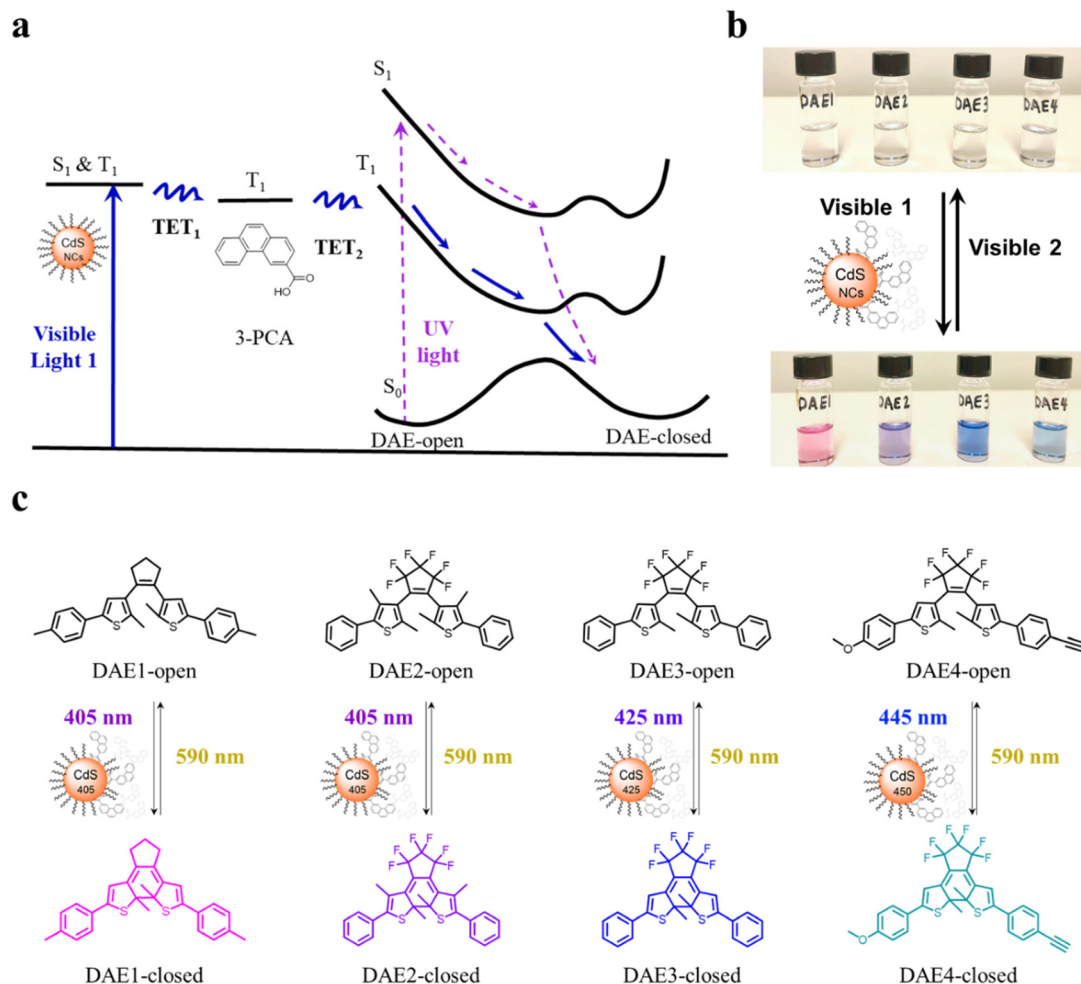 a
S1 & T1
CdS
NCs
Visible
Light 1
TET1
T1
O
OH
3-PCA
TET2
S1
T1
UV
light
S0
DAE-open
DAE-closed
b
DAE1 DAE2 DAE3 DAE4
Visible 1
CdS
NCs
Visible 2
DAE1 DAE2 DAE3 DAE4
c
S S
DAE1-open
F F F F F F
S S
DAE2-open
F F F F F F
S S
DAE3-open
F F F F F F
O S S
DAE4-open
405 nm
CdS
405
590 nm
405 nm
CdS
405
590 nm
425 nm
CdS
425
590 nm
445 nm
CdS
450
590 nm
S S
DAE1-closed
F F F F F F
S S
DAE2-closed
F F F F F F
S S
DAE3-closed
F F F F F F
O S S
DAE4-closed